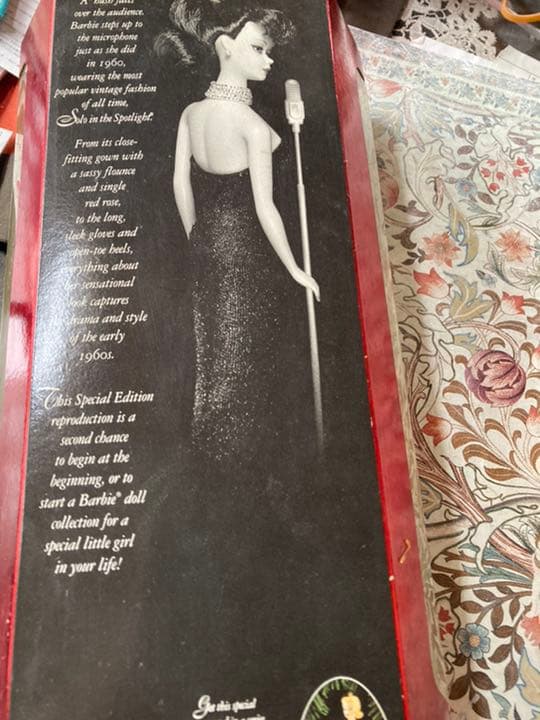 A hush falls
over the audience.
Barbie steps up to
the microphone
just as she did
in 1960,
wearing the most
popular vintage fashion
of all time,
Solo in the Spotlight.
From its close-
fitting gown with
a sassy flounce
and single
red rose,
to the long,
sleek gloves and
open-toe heels,
everything about
her sensational
look captures
drama and style
of the early
1960s.
This Special Edition
reproduction is a
second chance
to begin at the
beginning, or to
start a Barbie® doll
collection for a
special little girl
in your life!
Get this special